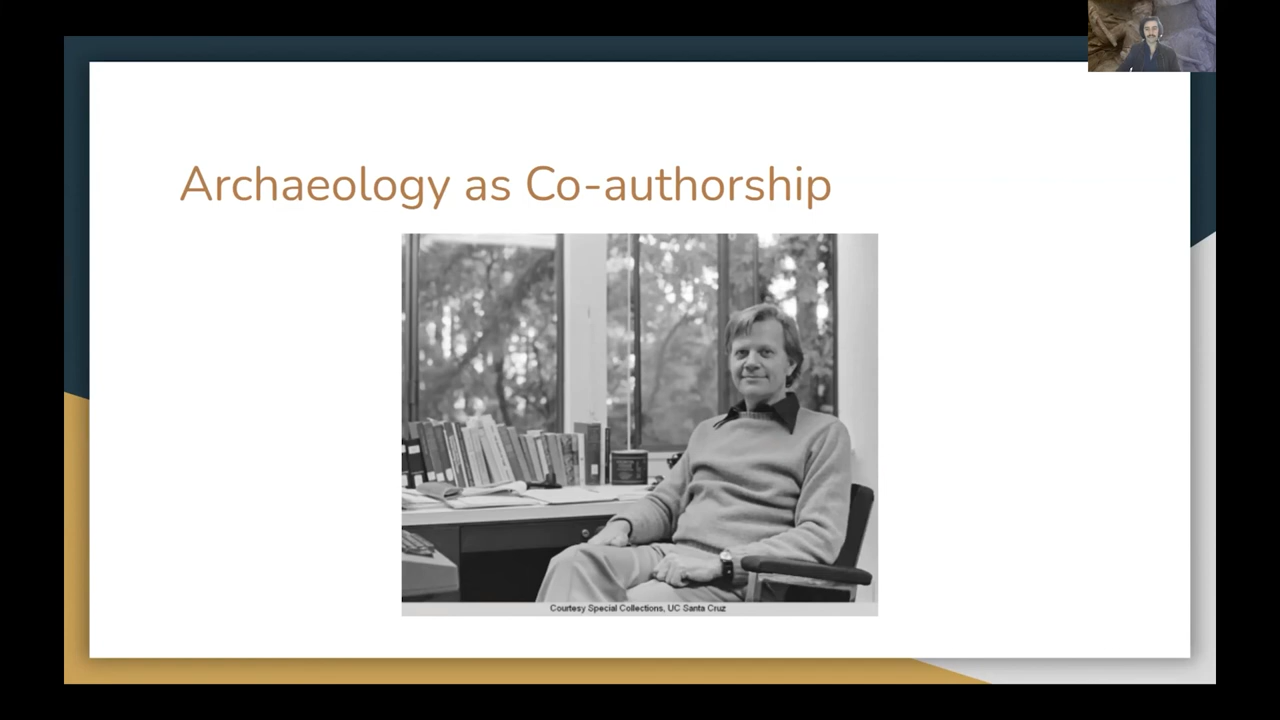 Archaeology as Co-authorship
Courtesy Special Collections, UC Santa Cruz